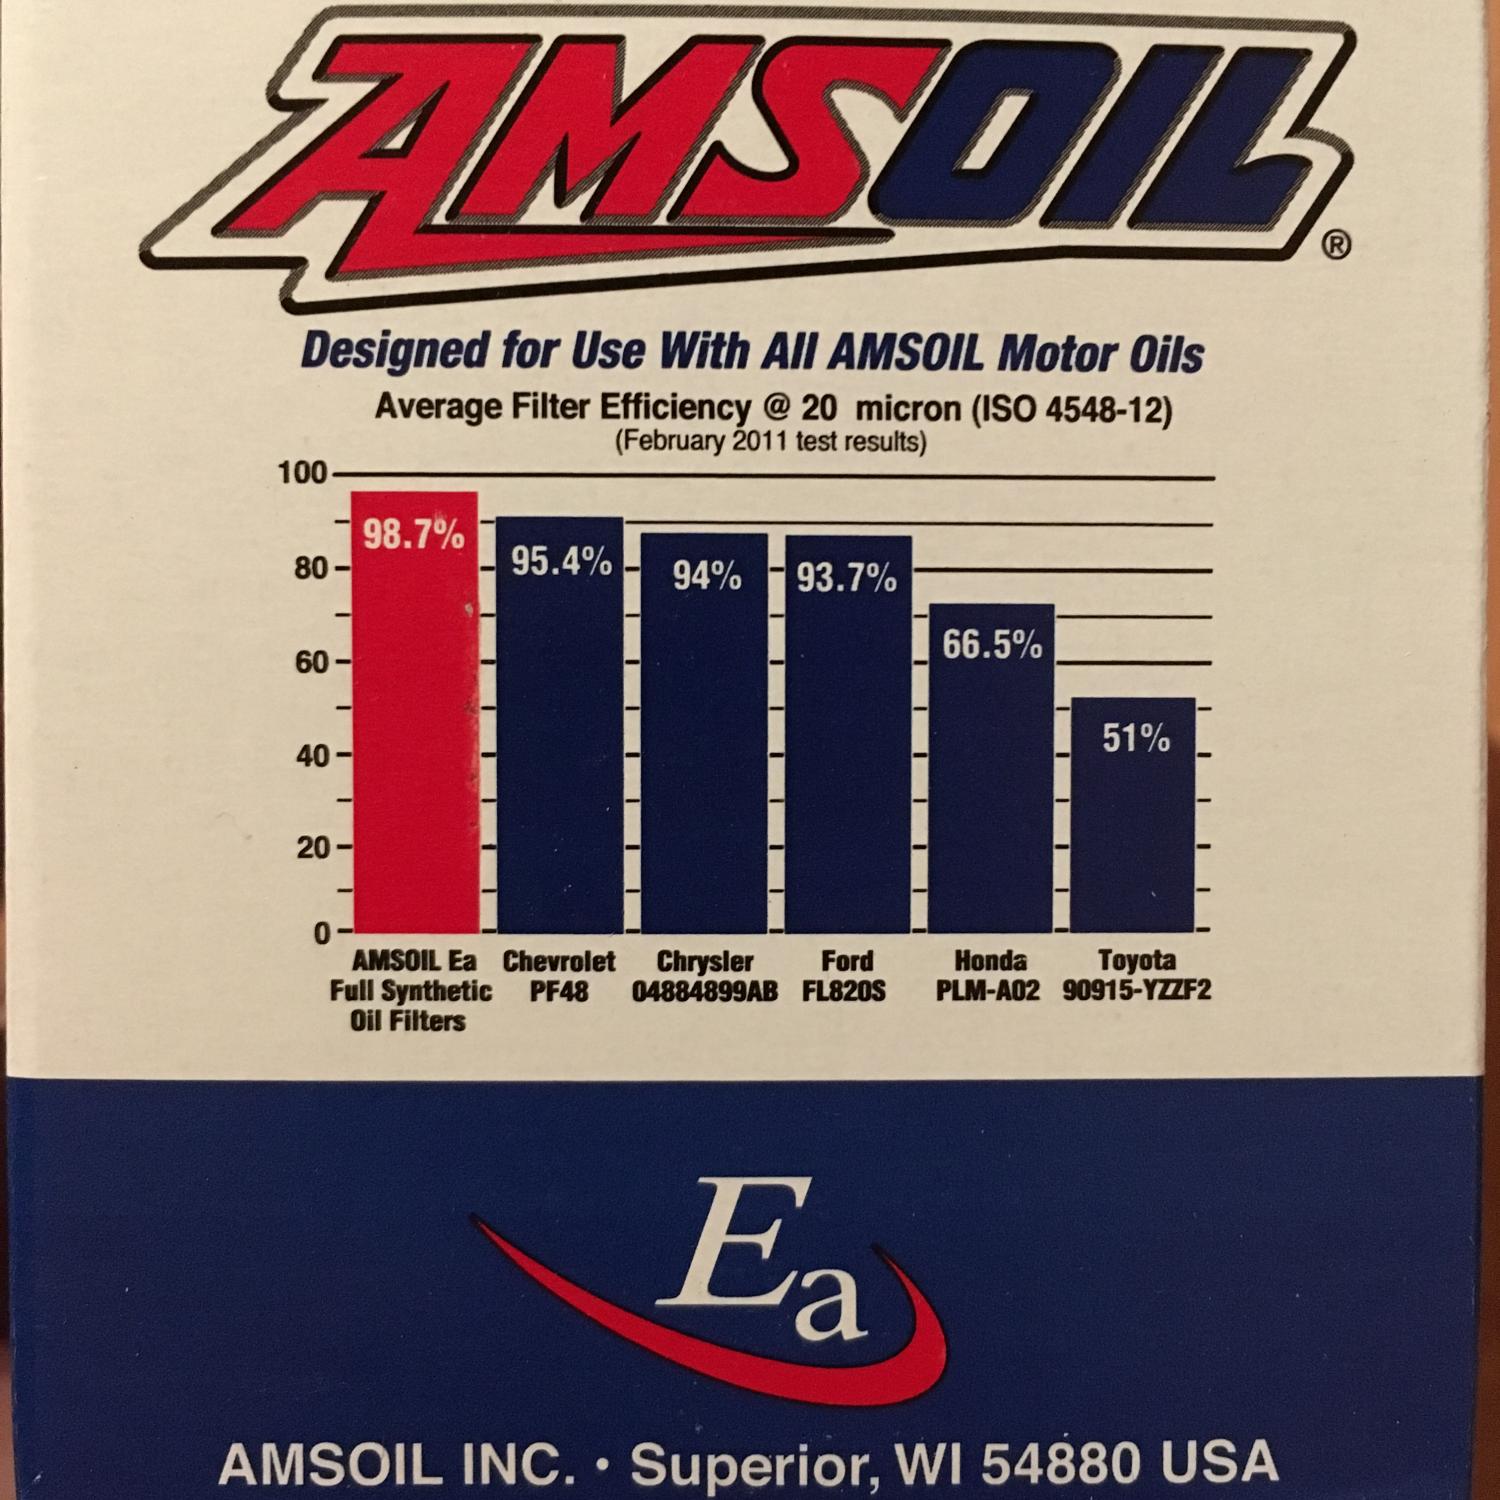 AMSOIL®
Designed for Use With All AMSOIL Motor Oils
Average Filter Efficiency @ 20 micron (ISO 4548-12)
(February 2011 test results)
100
80
60
40
20
0
98.7%
95.4%
94%
93.7%
66.5%
51%
AMSOIL Ea
Full Synthetic
Oil Filters
Chevrolet
PF48
Chrysler
04884899AB
Ford
FL820S
Honda
PLM-A02
Toyota
90915-YZZF2
Ea
AMSOIL INC. • Superior, WI 54880 USA